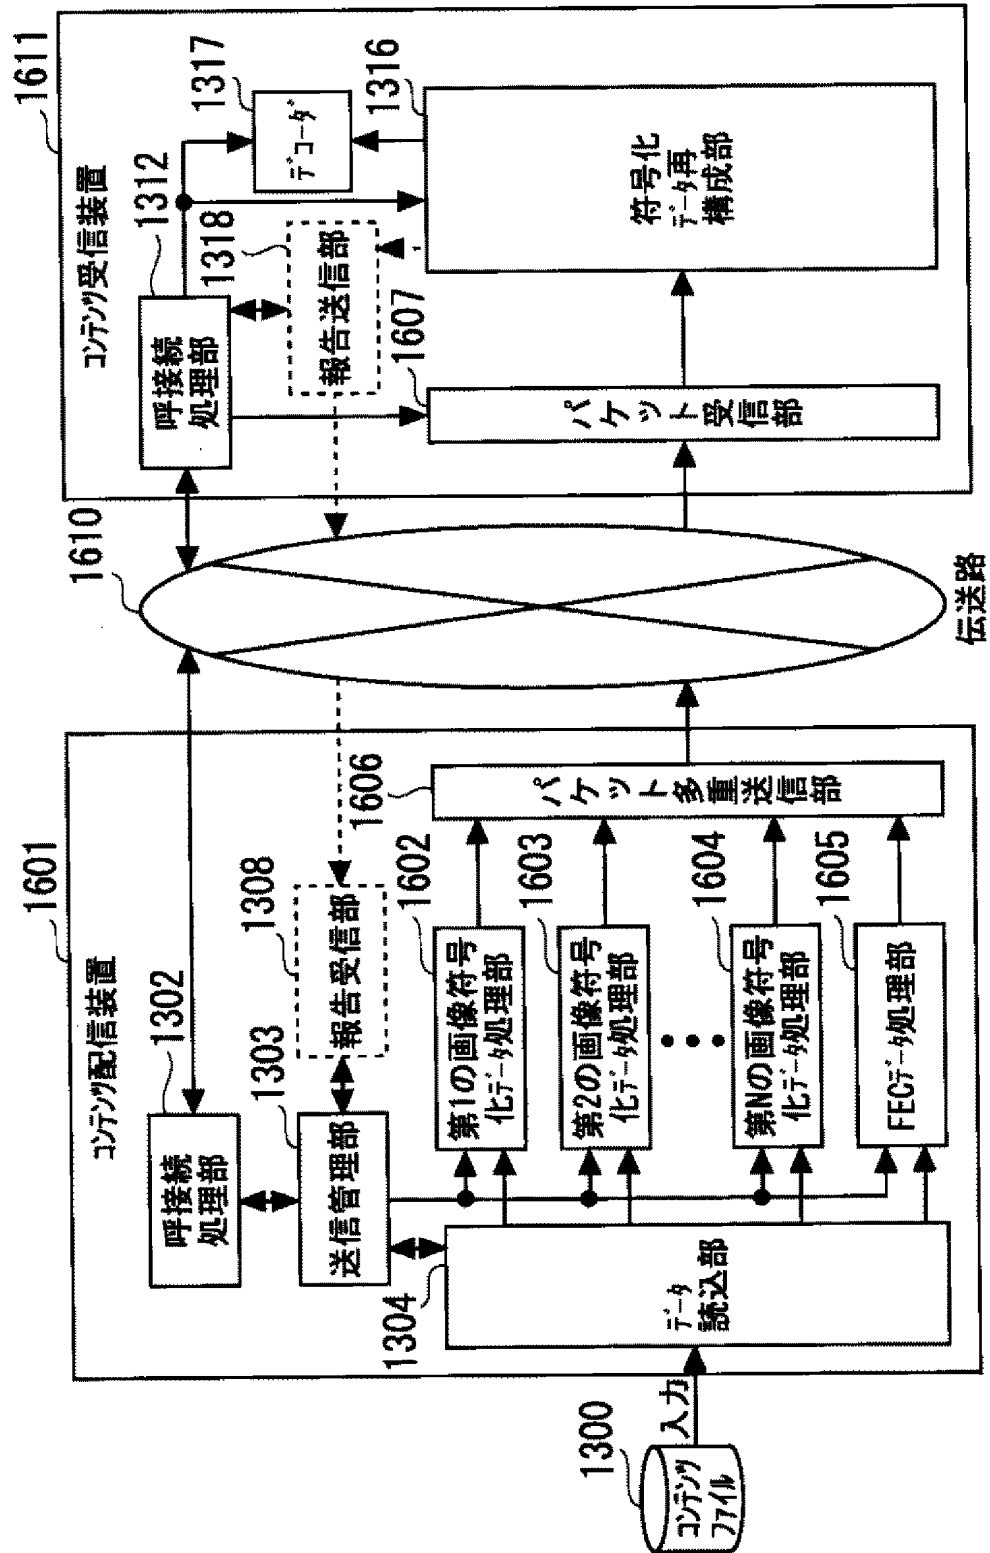 1601
コンテンツ配信装置
1302
呼接続
処理部
1303
送信管理部
1308
報告受信部
1304
データ
読込部
1300
コンテンツ
ファイル
入力
1602
第1の画像符号
化データ処理部
1603
第2の画像符号
化データ処理部
1604
第Nの画像符号
化データ処理部
1605
FECデータ処理部
1606
パケット多重送信部
1610
伝送路
1611
コンテンツ受信装置
1312
呼接続
処理部
1318
報告送信部
1317
デコーダ
1607
パケット受信部
1316
符号化
データ再
構成部